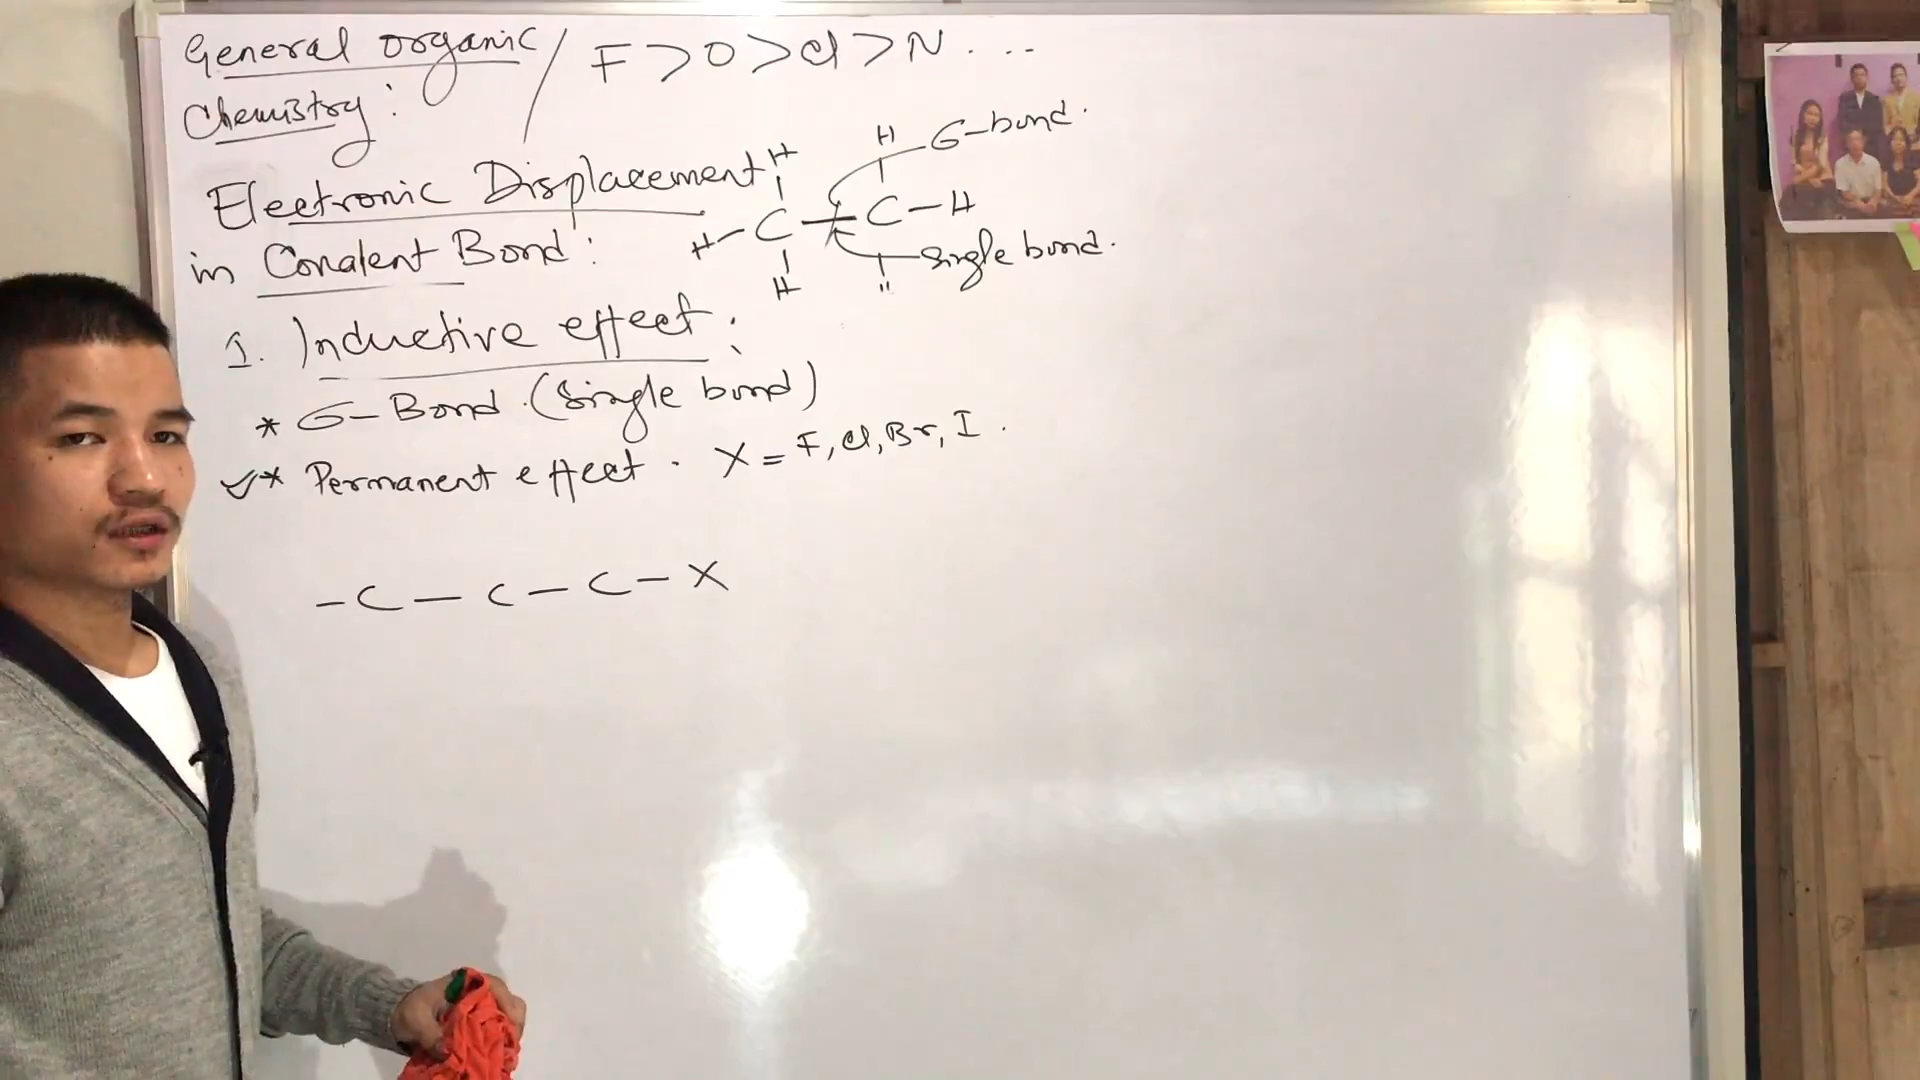 General organic / F > O > Cl > N ....
Chemistry :
Electronic Displacement
in Covalent Bond :
H H σ-bond.
H - C - C - H
H " single bond.
1. Inductive effect :
* σ-Bond. (Single bond)
* Permanent effect . X = F, Cl, Br, I .
- C - C - C - X